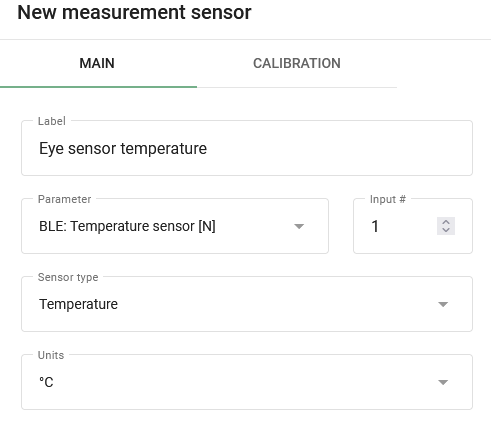 New measurement sensor
MAIN CALIBRATION
Label
Eye sensor temperature
Parameter Input #
BLE: Temperature sensor [N] 1
Sensor type
Temperature
Units
°C